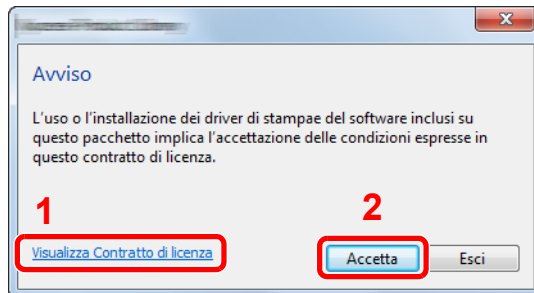 Avviso
L'uso o l'installazione dei driver di stampae del software inclusi su
questo pacchetto implica l'accettazione delle condizioni espresse in
questo contratto di licenza.
1
2
Visualizza Contratto di licenza
Accetta
Esci